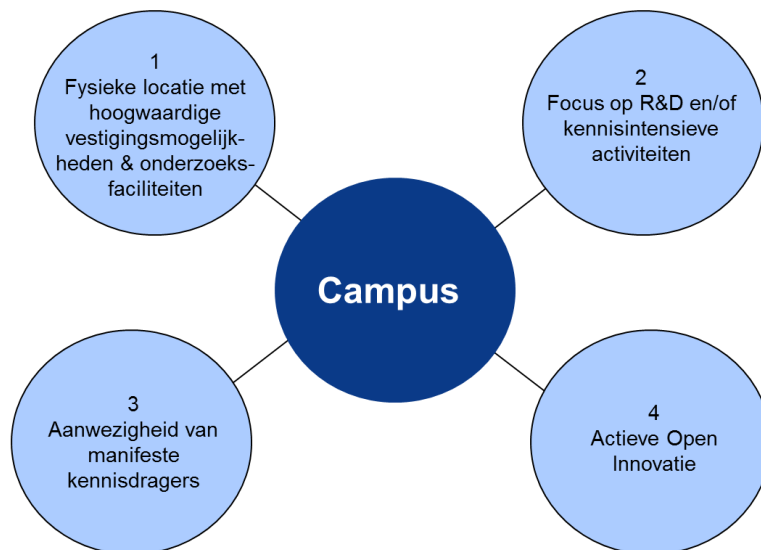 1
Fysieke locatie met
hoogwaardige
vestigingsmogelijk-
heden & onderzoeks-
faciliteiten
2
Focus op R&D en/of
kennisintensieve
activiteiten
Campus
3
Aanwezigheid van
manifeste
kennisdragers
4
Actieve Open
Innovatie